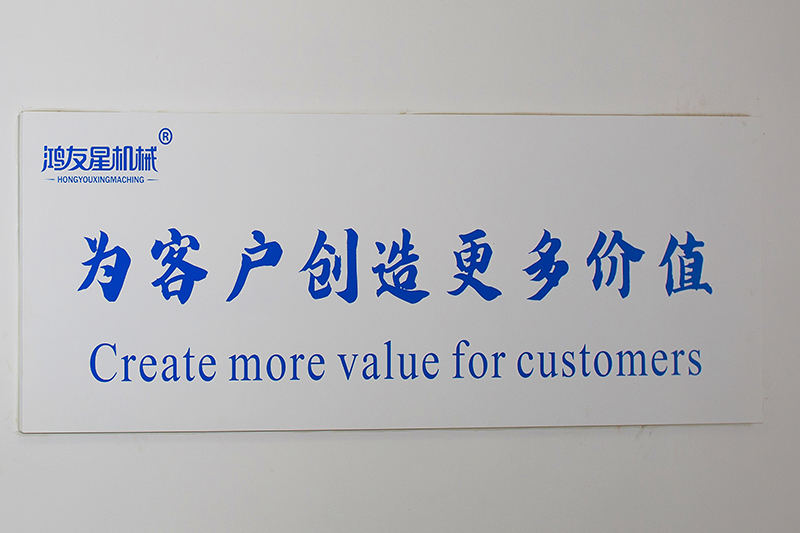 鸿友星机械®
HONGYOUXINGMACHING
为客户创造更多价值
Create more value for customers